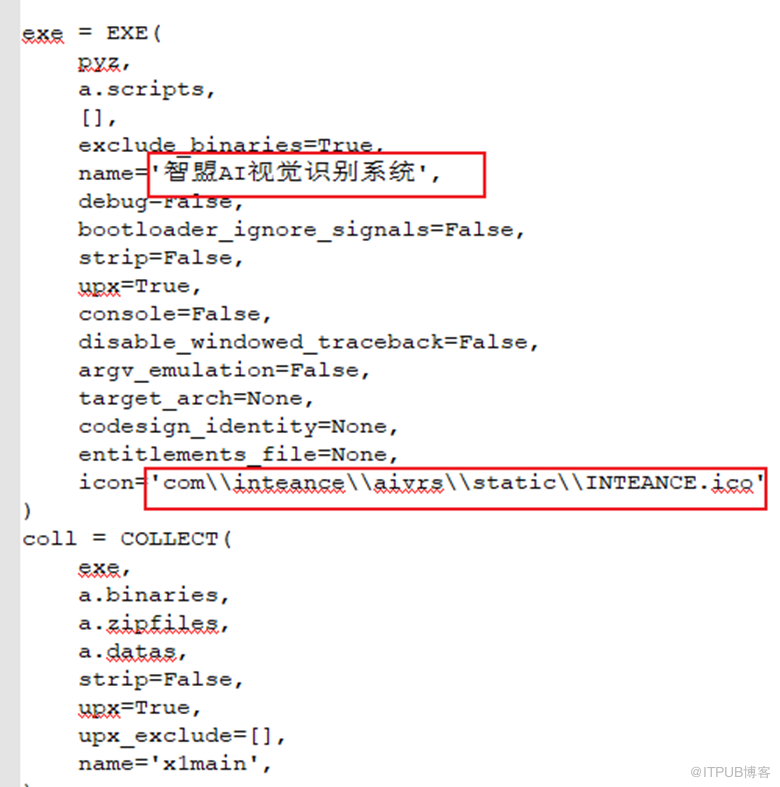 exe = EXE(
    pyz,
    a.scripts,
    [],
    exclude_binaries=True,
    name='智盟AI视觉识别系统',
    debug=False,
    bootloader_ignore_signals=False,
    strip=False,
    upx=True,
    console=False,
    disable_windowed_traceback=False,
    argv_emulation=False,
    target_arch=None,
    codesign_identity=None,
    entitlements_file=None,
    icon='com\\inteance\\aivrs\\static\\INTEANCE.ico'
)
coll = COLLECT(
    exe,
    a.binaries,
    a.zipfiles,
    a.datas,
    strip=False,
    upx=True,
    upx_exclude=[],
    name='x1main',
@ITPUB博客